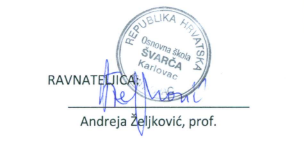 REPUBLIKA HRVATSKA
Osnovna škola
ŠVARČA
Karlovac
RAVNATELJICA:
Andreja Željković, prof.